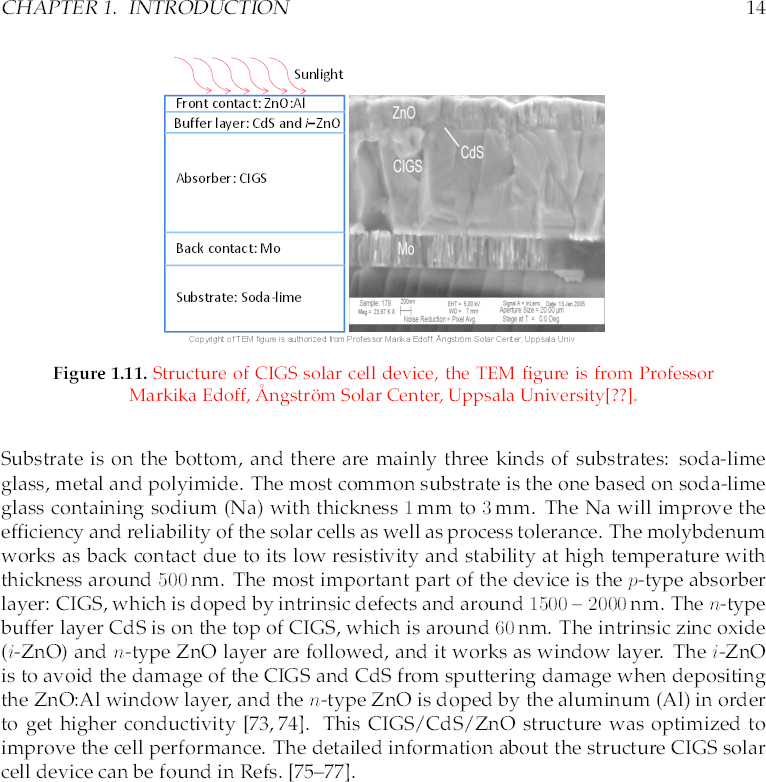 CHAPTER 1. INTRODUCTION 14
Sunlight
Front contact: ZnO:Al
Buffer layer: CdS and i-ZnO
Absorber: CIGS
Back contact: Mo
Substrate: Soda-lime
ZnO
CdS
CIGS
Mo
Sample: 179 200nm EHT = 5.00 kV Signal A = InLens Date :13 Jan 2005
Mag = 23.97 K X WD = 7 mm Aperture Size = 20.00 µm
Noise Reduction = Pixel Avg. Stage at T = 0.0 Deg
Copyright of TEM figure is authorized from Professor Marika Edoff, Ångström Solar Center, Uppsala Univ
Figure 1.11. Structure of CIGS solar cell device, the TEM figure is from Professor
Markika Edoff, Ångström Solar Center, Uppsala University[??].
Substrate is on the bottom, and there are mainly three kinds of substrates: soda-lime
glass, metal and polyimide. The most common substrate is the one based on soda-lime
glass containing sodium (Na) with thickness 1 mm to 3 mm. The Na will improve the
efficiency and reliability of the solar cells as well as process tolerance. The molybdenum
works as back contact due to its low resistivity and stability at high temperature with
thickness around 500 nm. The most important part of the device is the p-type absorber
layer: CIGS, which is doped by intrinsic defects and around 1500 – 2000 nm. The n-type
buffer layer CdS is on the top of CIGS, which is around 60 nm. The intrinsic zinc oxide
(i-ZnO) and n-type ZnO layer are followed, and it works as window layer. The i-ZnO
is to avoid the damage of the CIGS and CdS from sputtering damage when depositing
the ZnO:Al window layer, and the n-type ZnO is doped by the aluminum (Al) in order
to get higher conductivity [73, 74]. This CIGS/CdS/ZnO structure was optimized to
improve the cell performance. The detailed information about the structure CIGS solar
cell device can be found in Refs. [75–77].